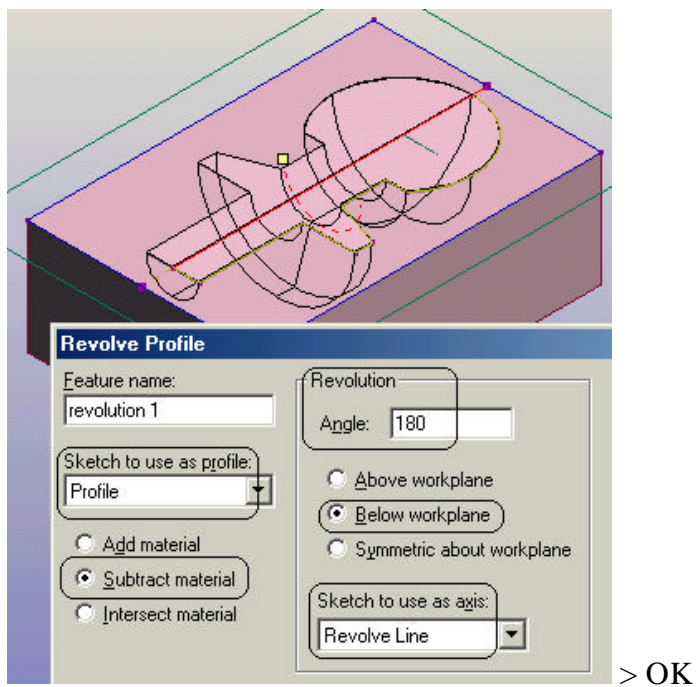 Revolve Profile
Feature name:
revolution 1
Sketch to use as profile:
Profile
Add material
Subtract material
Intersect material
Revolution
Angle: 180
Above workplane
Below workplane
Symmetric about workplane
Sketch to use as axis:
Revolve Line
> OK